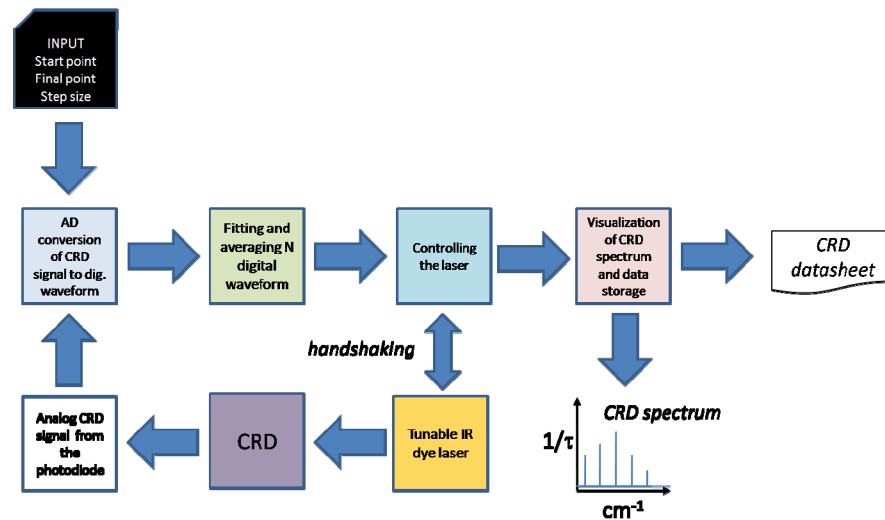 INPUT
Start point
Final point
Step size
AD
conversion
of CRD
signal to dig.
waveform
Fitting and
averaging N
digital
waveform
Controlling
the laser
Visualization
of CRD
spectrum
and data
storage
CRD
datasheet
handshaking
Analog CRD
signal from
the
photodiode
CRD
Tunable IR
dye laser
CRD spectrum
1/τ
cm⁻¹